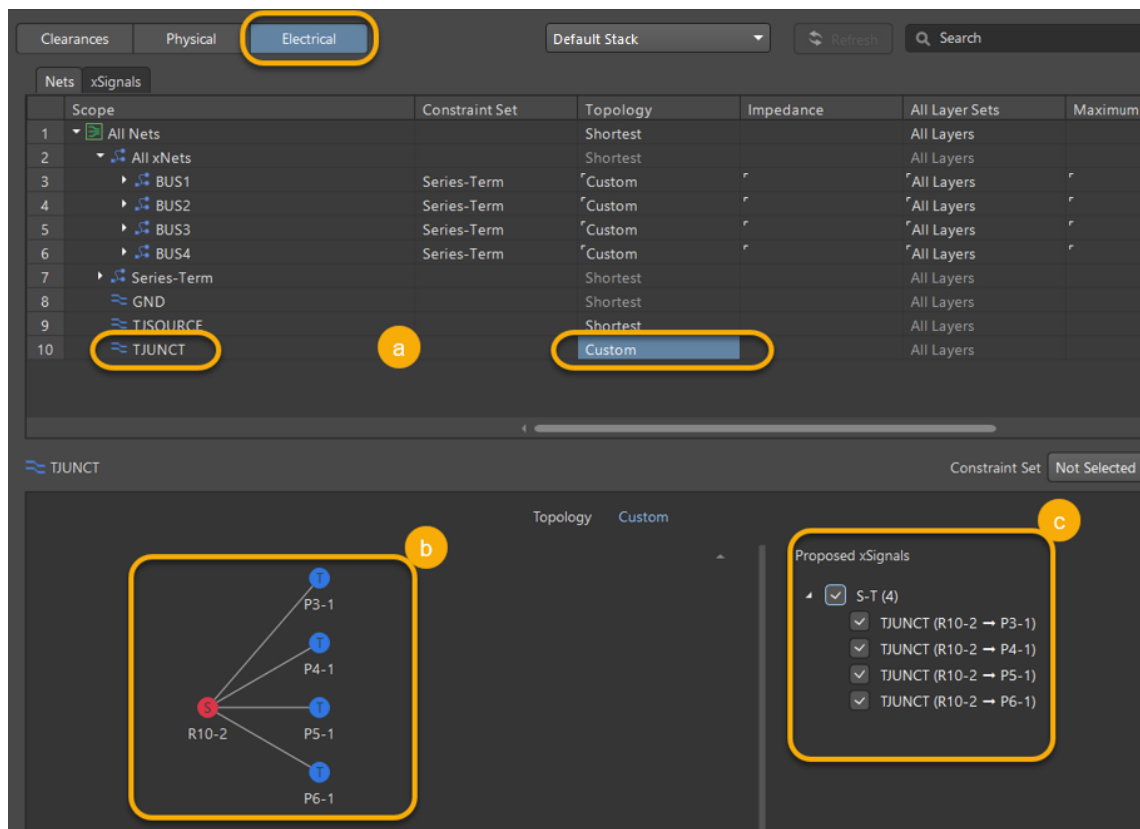 Clearances Physical Electrical Default Stack Refresh Search
Nets xSignals
Scope Constraint Set Topology Impedance All Layer Sets Maximum
1 All Nets Shortest
2 All xNets Shortest All Layers
3 BUS1 Series-Term Custom All Layers
4 BUS2 Series-Term Custom All Layers
5 BUS3 Series-Term Custom All Layers
6 BUS4 Series-Term Custom All Layers
7 Series-Term Shortest All Layers
8 GND Shortest All Layers
9 TJSOURCE Shortest All Layers
10 TJUNCT Custom All Layers
a
TJUNCT Constraint Set Not Selected
Topology Custom
b
T
P3-1
T
P4-1
S T
R10-2 P5-1
T
P6-1
c
Proposed xSignals
S-T (4)
TJUNCT (R10-2 → P3-1)
TJUNCT (R10-2 → P4-1)
TJUNCT (R10-2 → P5-1)
TJUNCT (R10-2 → P6-1)